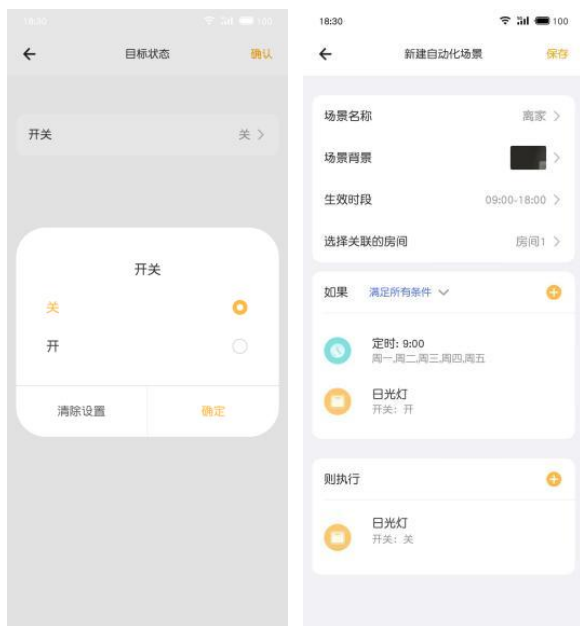 18:30
100
目标状态
确认
开关
关
开关
关
开
清除设置
确定
18:30
100
新建自动化场景
保存
场景名称
离家
场景背景
生效时段
09:00-18:00
选择关联的房间
房间1
如果
满足所有条件
定时: 9:00
周一,周二,周三,周四,周五
日光灯
开关：开
则执行
日光灯
开关：关